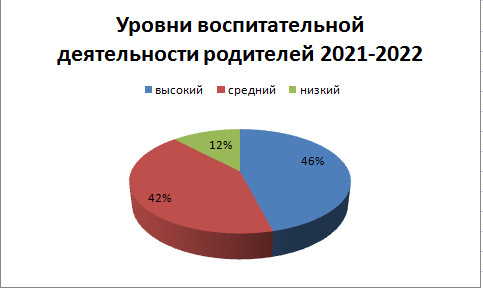 Уровни воспитательной
деятельности родителей 2021-2022
высокий средний низкий
12%
46%
42%